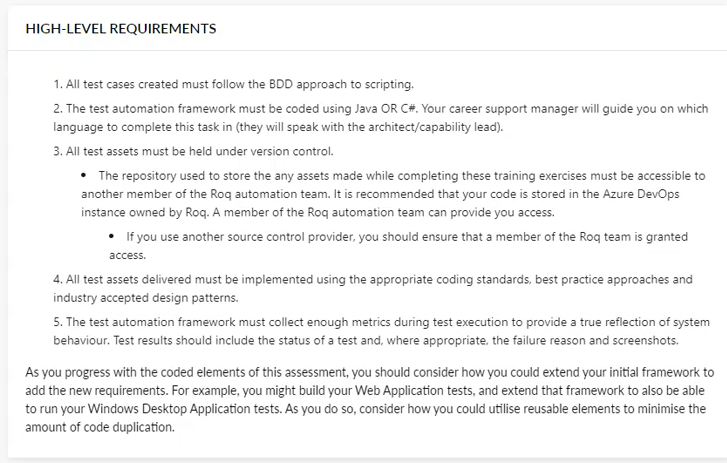 HIGH-LEVEL REQUIREMENTS
1. All test cases created must follow the BDD approach to scripting.
2. The test automation framework must be coded using Java OR C#. Your career support manager will guide you on which
language to complete this task in (they will speak with the architect/capability lead).
3. All test assets must be held under version control.
• The repository used to store the any assets made while completing these training exercises must be accessible to
another member of the Roq automation team. It is recommended that your code is stored in the Azure DevOps
instance owned by Roq. A member of the Roq automation team can provide you access.
• If you use another source control provider, you should ensure that a member of the Roq team is granted
access.
4. All test assets delivered must be implemented using the appropriate coding standards, best practice approaches and
industry accepted design patterns.
5. The test automation framework must collect enough metrics during test execution to provide a true reflection of system
behaviour. Test results should include the status of a test and, where appropriate, the failure reason and screenshots.
As you progress with the coded elements of this assessment, you should consider how you could extend your initial framework to
add the new requirements. For example, you might build your Web Application tests, and extend that framework to also be able
to run your Windows Desktop Application tests. As you do so, consider how you could utilise reusable elements to minimise the
amount of code duplication.